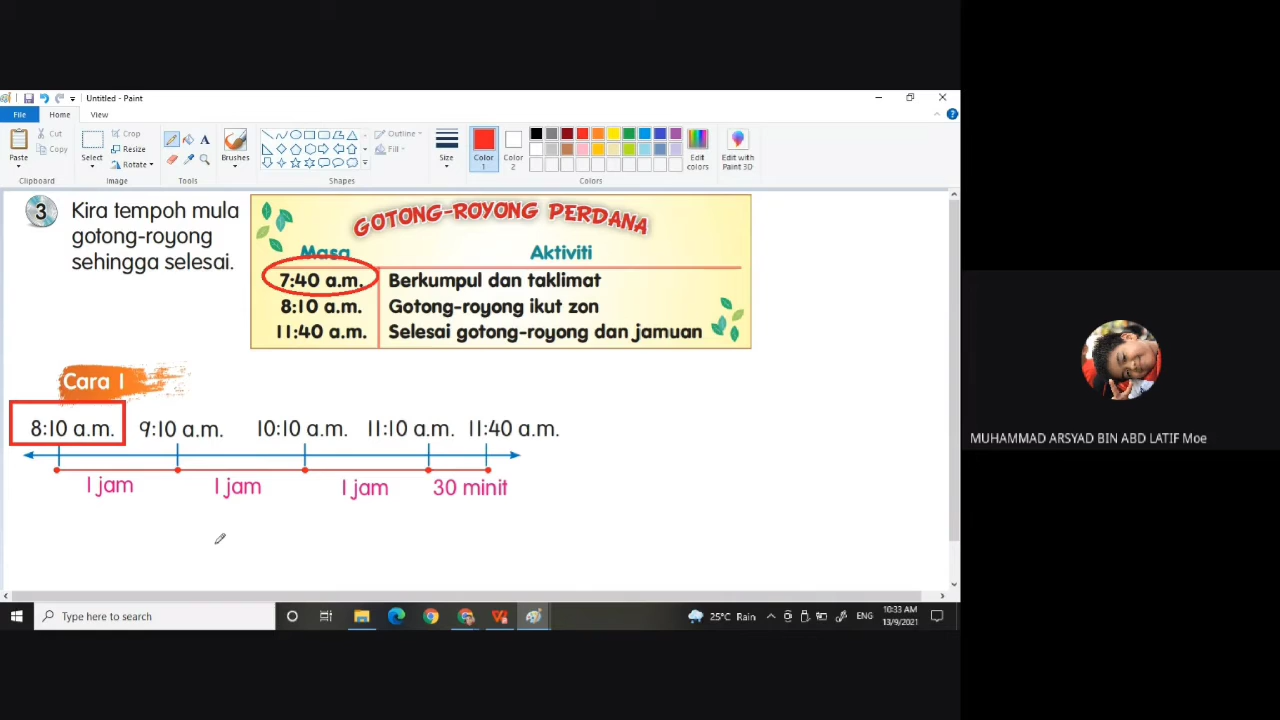 Untitled - Paint
File Home View
Paste
Cut
Copy
Clipboard
Select
Crop
Resize
Rotate
Image
Tools
Brushes
Shapes
Outline
Fill
Size
Color 1
Color 2
Colors
Edit colors
Edit with Paint 3D
3 Kira tempoh mula
gotong-royong
sehingga selesai.
GOTONG-ROYONG PERDANA
Masa Aktiviti
7:40 a.m. Berkumpul dan taklimat
8:10 a.m. Gotong-royong ikut zon
11:40 a.m. Selesai gotong-royong dan jamuan
Cara 1
8:10 a.m. 9:10 a.m. 10:10 a.m. 11:10 a.m. 11:40 a.m.
1 jam 1 jam 1 jam 30 minit
MUHAMMAD ARSYAD BIN ABD LATIF Moe
Type here to search
25°C Rain
ENG
10:33 AM
13/9/2021